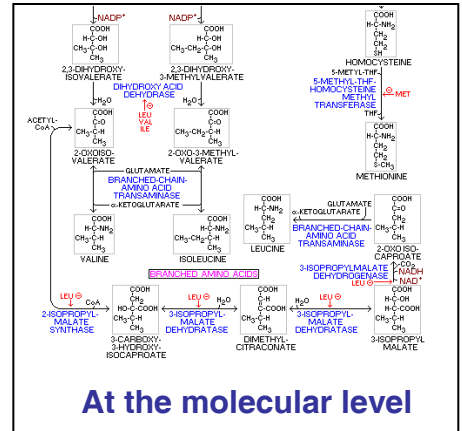 NADP+ NADP+
COOH COOH
H-C-OH H-C-OH
CH3-C-OH CH3-CH2-C-OH
CH3 CH3
2,3-DIHYDROXY-
ISOVALERATE
2,3-DIHYDROXY-
3-METHYLVALERATE
DIHYDROXY ACID
DEHYDRASE
H2O H2O
⊖
LEU
VAL
ILE
COOH
C=O
CH3-C-H
CH3
2-OXOISO-
VALERATE
COOH
C=O
CH3-CH2-C-H
CH3
2-OXO-3-METHYL-
VALERATE
ACETYL-
CoA
GLUTAMATE
BRANCHED-CHAIN-
AMINO ACID
TRANSAMINASE
α-KETOGLUTARATE
COOH
H-C-NH2
CH3-C-H
CH3
VALINE
COOH
H-C-NH2
CH3-CH2-C-H
CH3
ISOLEUCINE
BRANCHED AMINO ACIDS
COOH
H-C-NH2
CH2
CH2
SH
HOMOCYSTEINE
5-METYL-THF
5-METHYL-THF-
HOMOCYSTEINE
METHYL
TRANSFERASE
⊖
MET
THF
COOH
H-C-NH2
CH2
CH2
S-CH3
METHIONINE
COOH
H-C-NH2
CH2
CH3-C-H
CH3
LEUCINE
GLUTAMATE
α-KETOGLUTARATE
BRANCHED-CHAIN-
AMINO ACID
TRANSAMINASE
COOH
C=O
CH2
CH3-C-H
CH3
2-OXOISO-
CAPROATE
CO2
NADH
NAD+
3-ISOPROPYLMALATE
DEHYDROGENASE
LEU ⊖
LEU ⊖ CoA
2-ISOPROPYL-
MALATE
SYNTHASE
COOH
CH2
HO-C-COOH
CH3-C-H
CH3
3-CARBOXY-
3-HYDROXY-
ISOCAPROATE
LEU ⊖ H2O
3-ISOPROPYL-
MALATE
DEHYDRATASE
COOH
C-H
C-COOH
CH3-C-H
CH3
DIMETHYL-
CITRACONATE
H2O LEU ⊖
3-ISOPROPYL-
MALATE
DEHYDRATASE
COOH
HO-C-H
H-C-COOH
CH3-C-H
CH3
3-ISOPROPYL
MALATE
At the molecular level